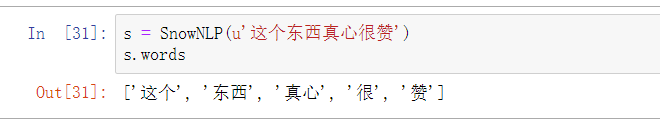 In [31]: s = SnowNLP(u'这个东西真心很赞')
s.words
Out[31]: ['这个', '东西', '真心', '很', '赞']